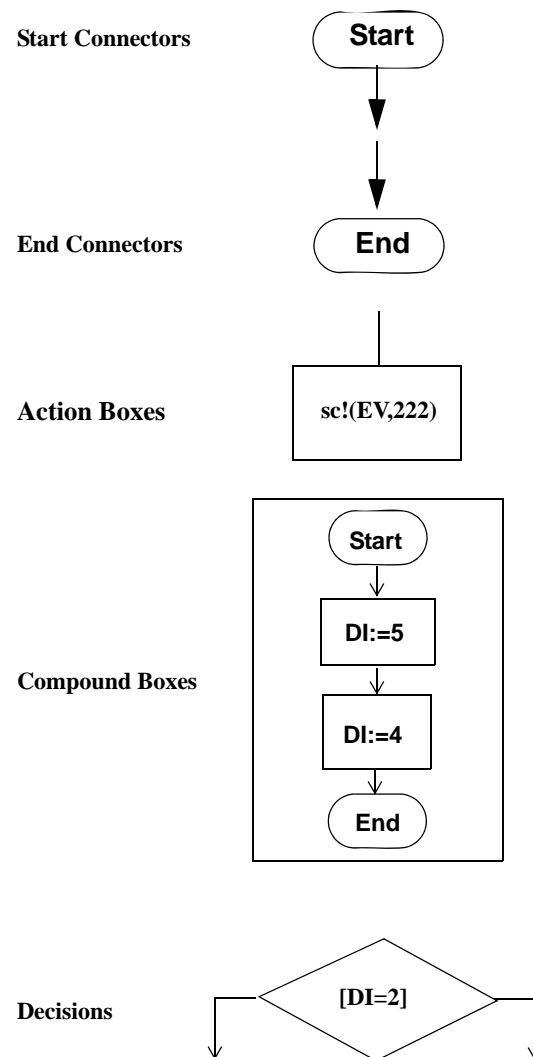 Start Connectors
Start
End Connectors
End
Action Boxes
sc!(EV,222)
Start
DI:=5
Compound Boxes
DI:=4
End
Decisions
[DI=2]